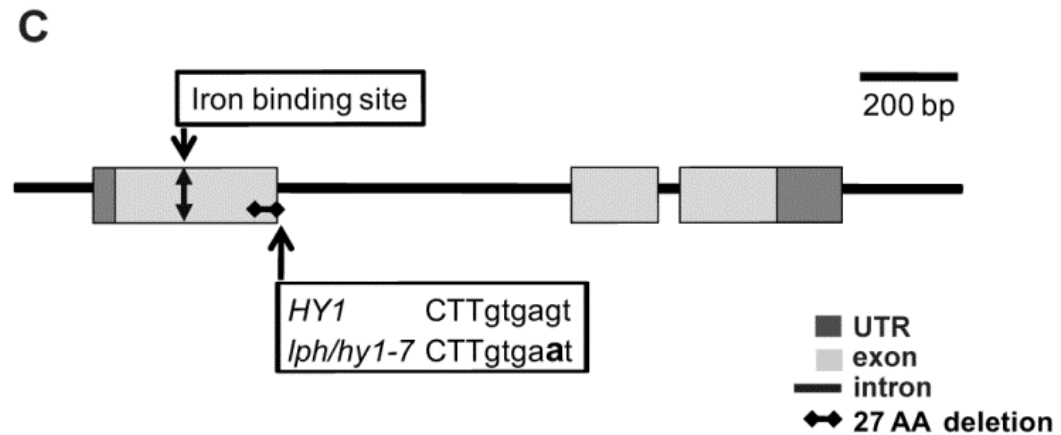 C
Iron binding site
200 bp
HY1 CTTgtgagt
lph/hy1-7 CTTgtgaat
UTR
exon
intron
27 AA deletion